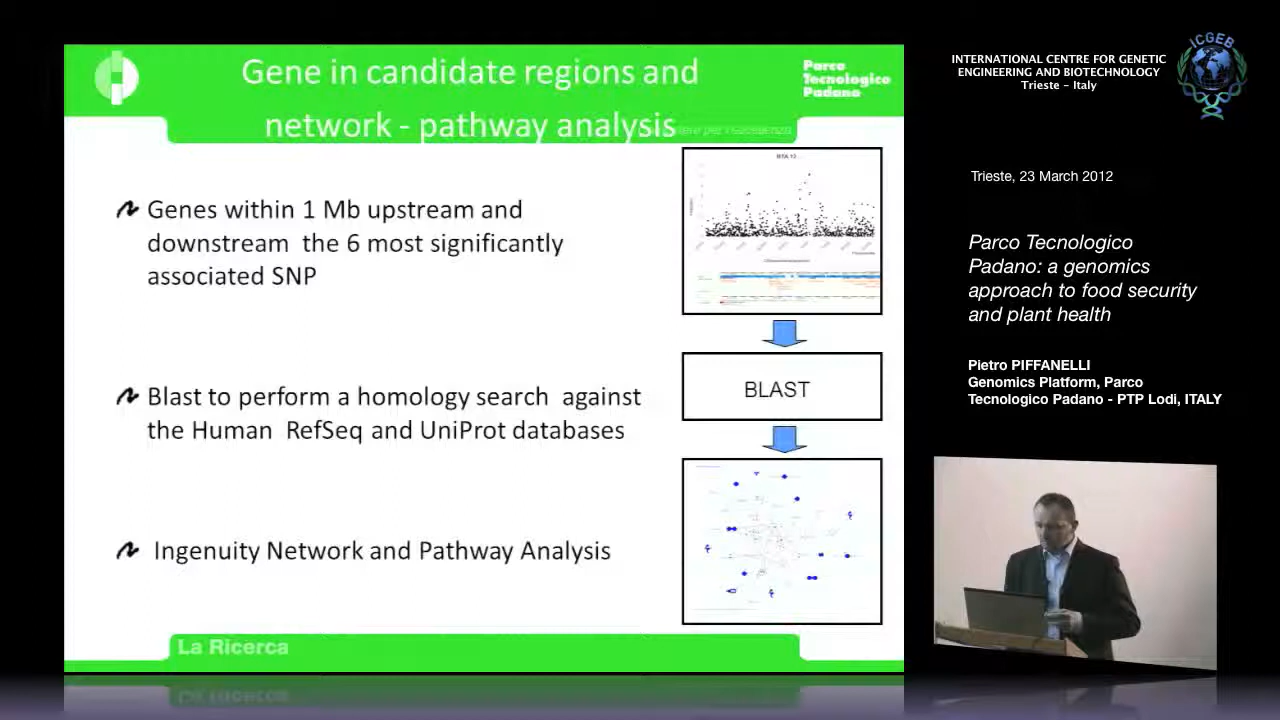 Gene in candidate regions and
network - pathway analysis
Parco
Tecnologico
Padano
per l'eccellenza
Genes within 1 Mb upstream and
downstream the 6 most significantly
associated SNP
Blast to perform a homology search against
the Human RefSeq and UniProt databases
Ingenuity Network and Pathway Analysis
BLAST
La Ricerca
INTERNATIONAL CENTRE FOR GENETIC
ENGINEERING AND BIOTECHNOLOGY
Trieste - Italy
ICGEB
Trieste, 23 March 2012
Parco Tecnologico
Padano: a genomics
approach to food security
and plant health
Pietro PIFFANELLI
Genomics Platform, Parco
Tecnologico Padano - PTP Lodi, ITALY